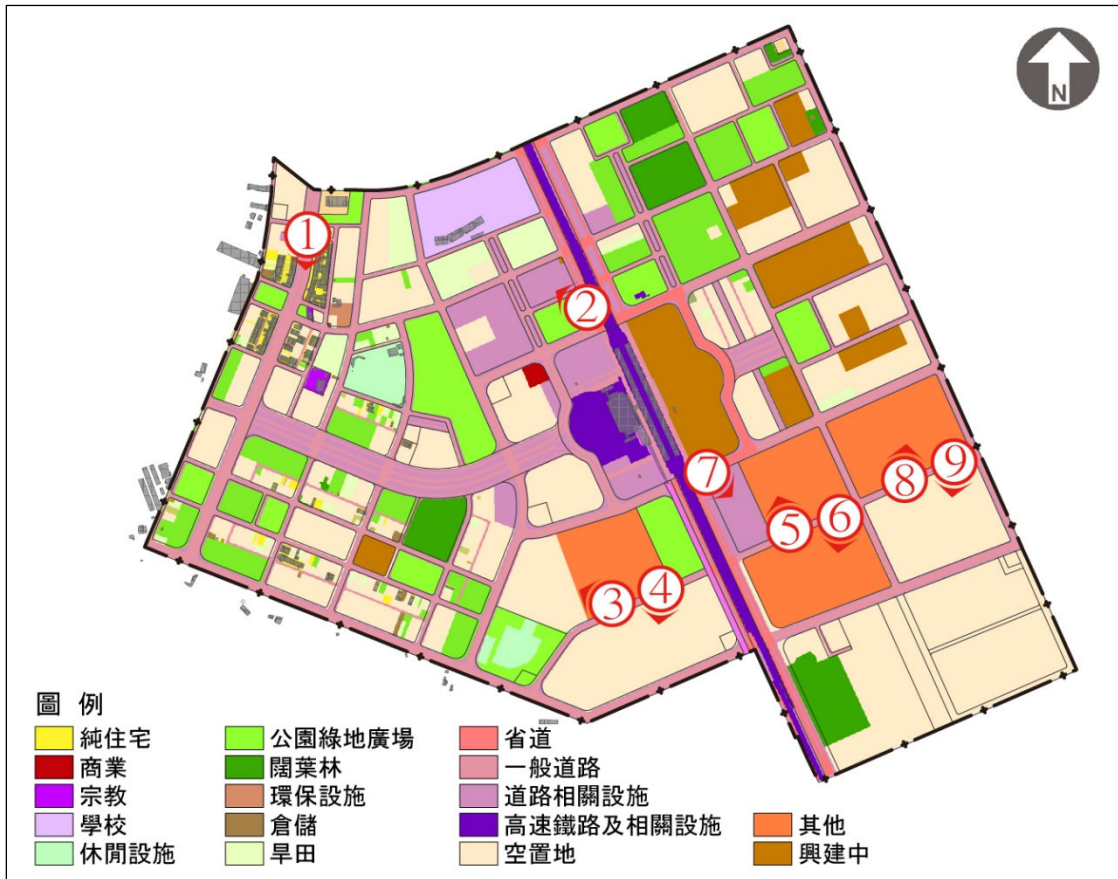 N
①
②
③
④
⑤
⑥
⑦
⑧
⑨
圖 例
純住宅
商業
宗教
學校
休閒設施
公園綠地廣場
闊葉林
環保設施
倉儲
旱田
省道
一般道路
道路相關設施
高速鐵路及相關設施
空置地
其他
興建中